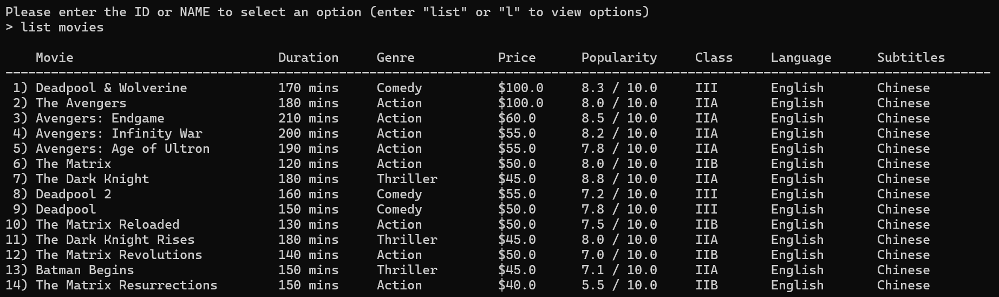 Please enter the ID or NAME to select an option (enter "list" or "l" to view options)
> list movies
    Movie                           Duration     Genre           Price      Popularity     Class     Language      Subtitles
----------------------------------------------------------------------------------------------------------------------------------
 1) Deadpool & Wolverine            170 mins     Comedy          $100.0     8.3 / 10.0     III       English       Chinese
 2) The Avengers                    180 mins     Action          $100.0     8.0 / 10.0     IIA       English       Chinese
 3) Avengers: Endgame               210 mins     Action          $60.0      8.5 / 10.0     IIA       English       Chinese
 4) Avengers: Infinity War          200 mins     Action          $55.0      8.2 / 10.0     IIA       English       Chinese
 5) Avengers: Age of Ultron         190 mins     Action          $55.0      7.8 / 10.0     IIA       English       Chinese
 6) The Matrix                      120 mins     Action          $50.0      8.0 / 10.0     IIB       English       Chinese
 7) The Dark Knight                 180 mins     Thriller        $45.0      8.8 / 10.0     IIA       English       Chinese
 8) Deadpool 2                      160 mins     Comedy          $55.0      7.2 / 10.0     III       English       Chinese
 9) Deadpool                        150 mins     Comedy          $50.0      7.8 / 10.0     III       English       Chinese
10) The Matrix Reloaded             130 mins     Action          $50.0      7.5 / 10.0     IIB       English       Chinese
11) The Dark Knight Rises           180 mins     Thriller        $45.0      8.0 / 10.0     IIA       English       Chinese
12) The Matrix Revolutions          140 mins     Action          $50.0      7.0 / 10.0     IIB       English       Chinese
13) Batman Begins                   150 mins     Thriller        $45.0      7.1 / 10.0     IIA       English       Chinese
14) The Matrix Resurrections        150 mins     Action          $40.0      5.5 / 10.0     IIB       English       Chinese